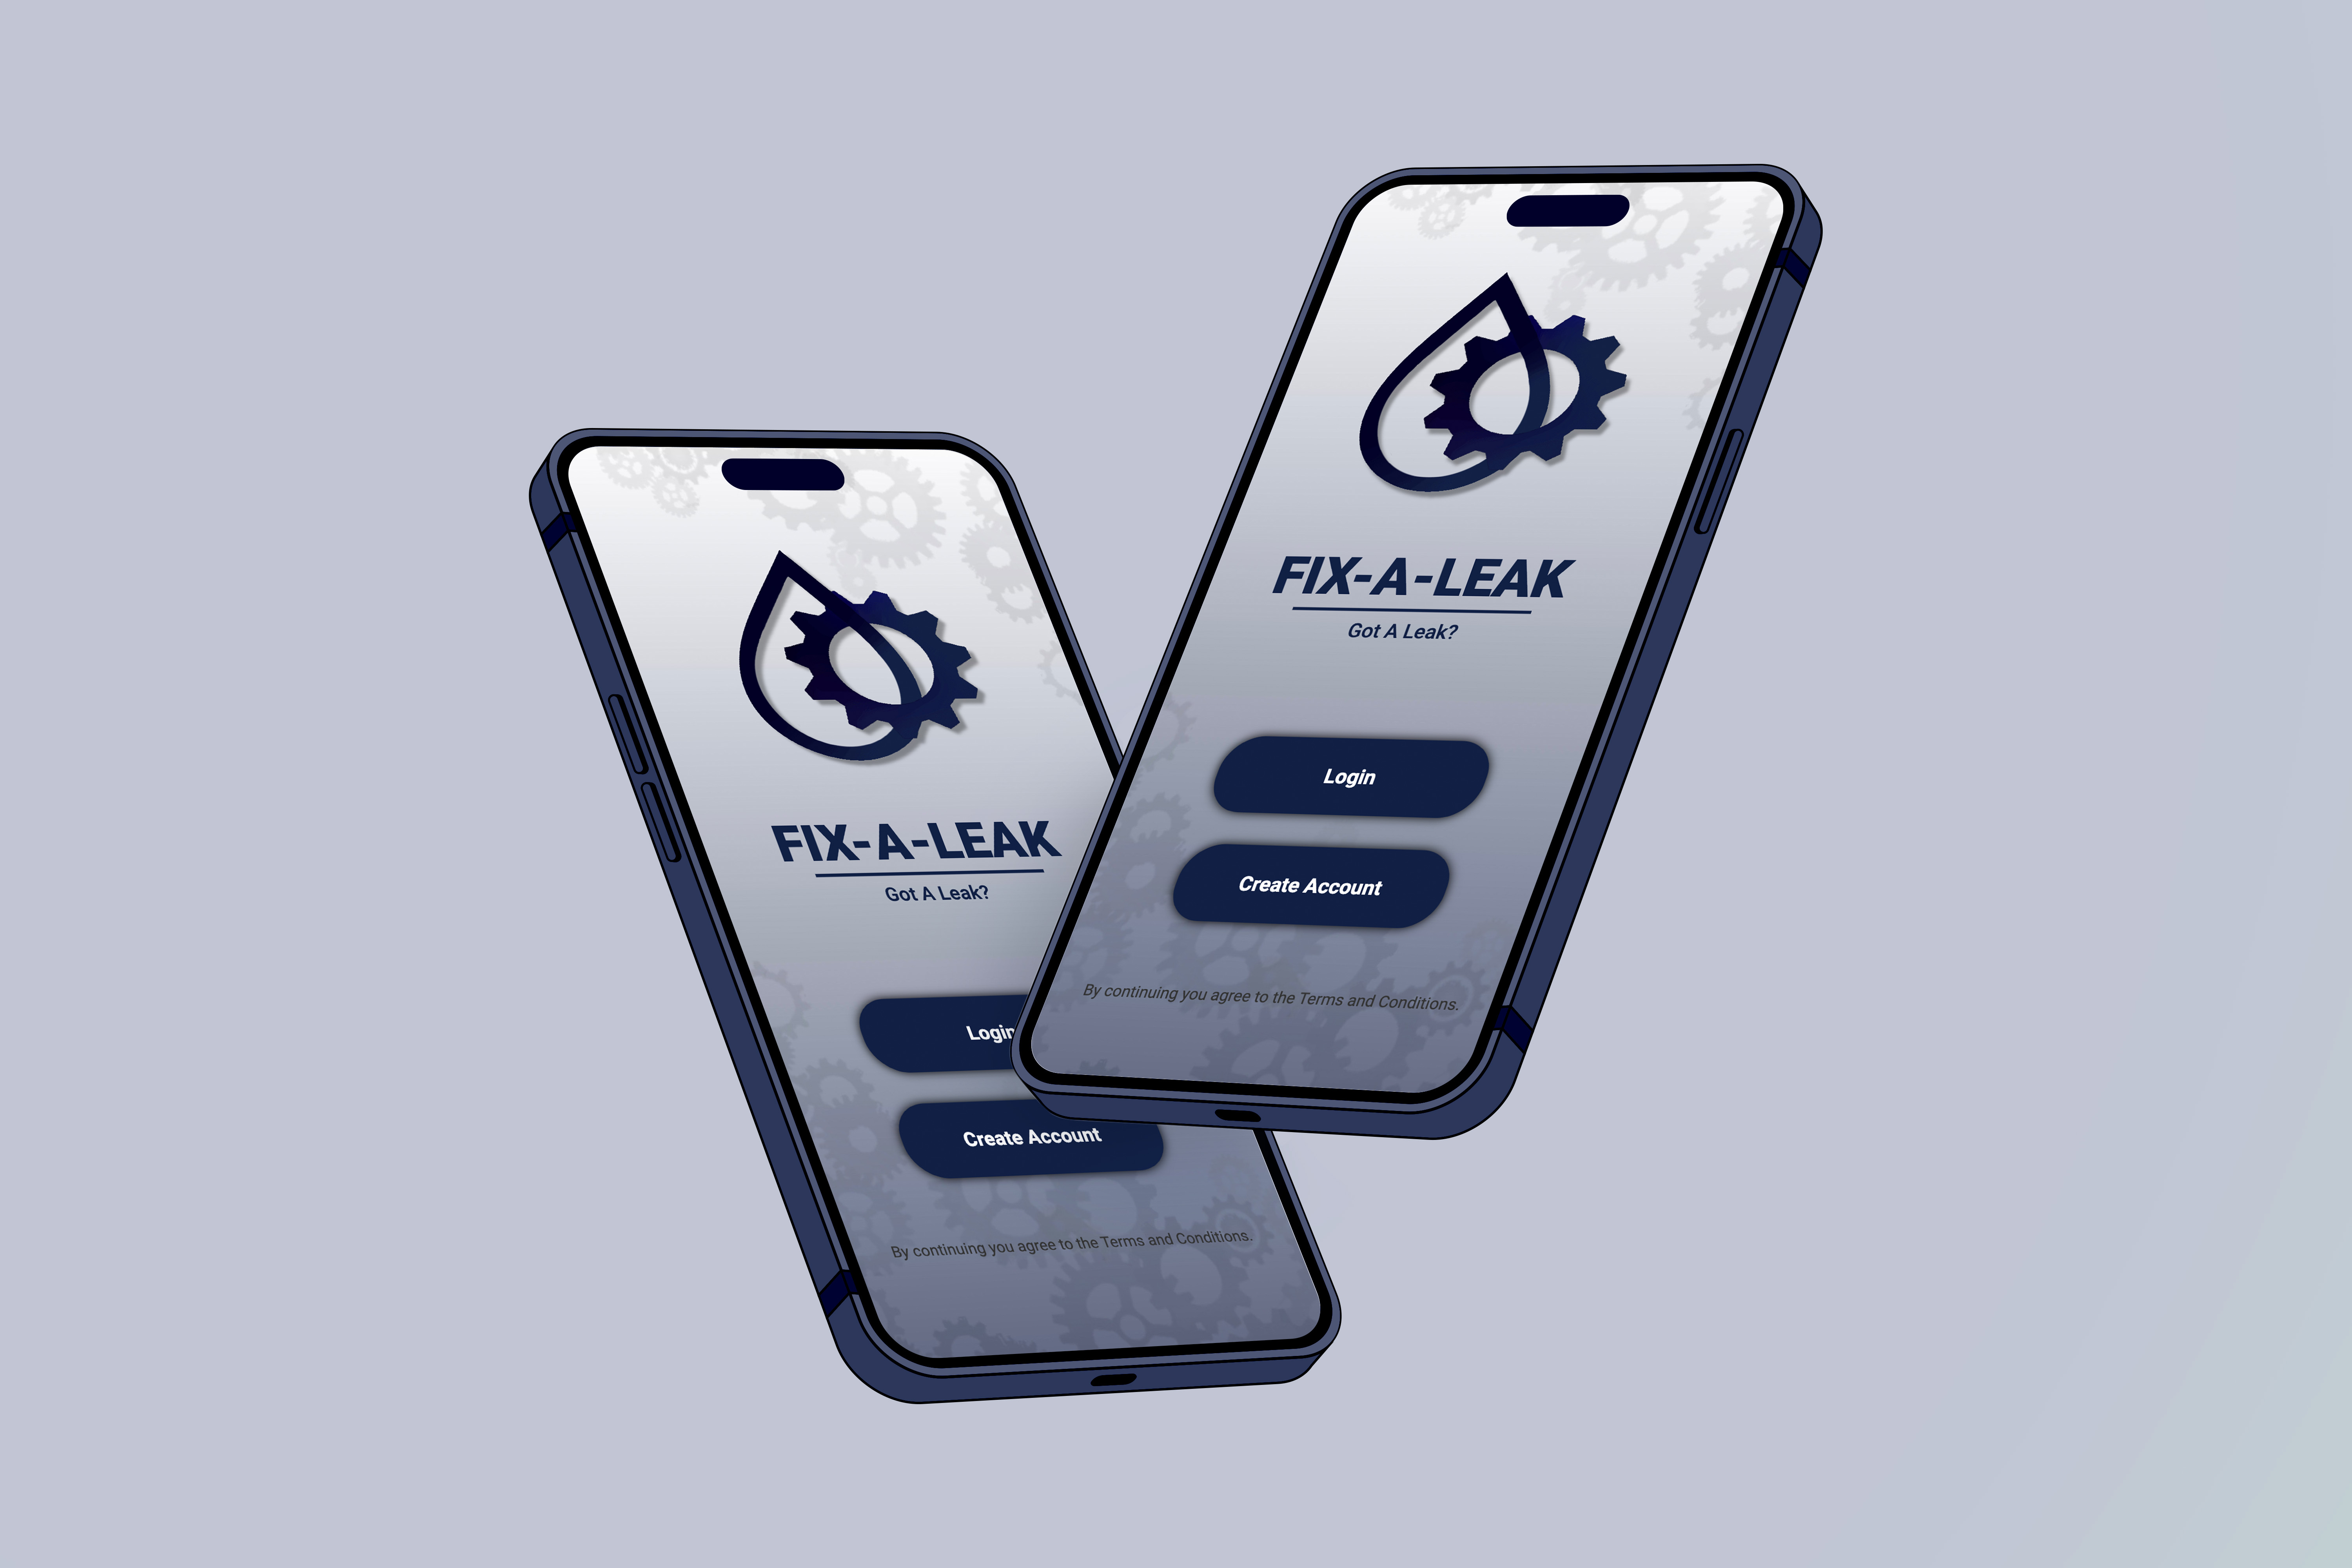 FIX-A-LEAK
Got A Leak?
Login
Create Account
By continuing you agree to the Terms and Conditions.
FIX-A-LEAK
Got A Leak?
Login
Create Account
By continuing you agree to the Terms and Conditions.